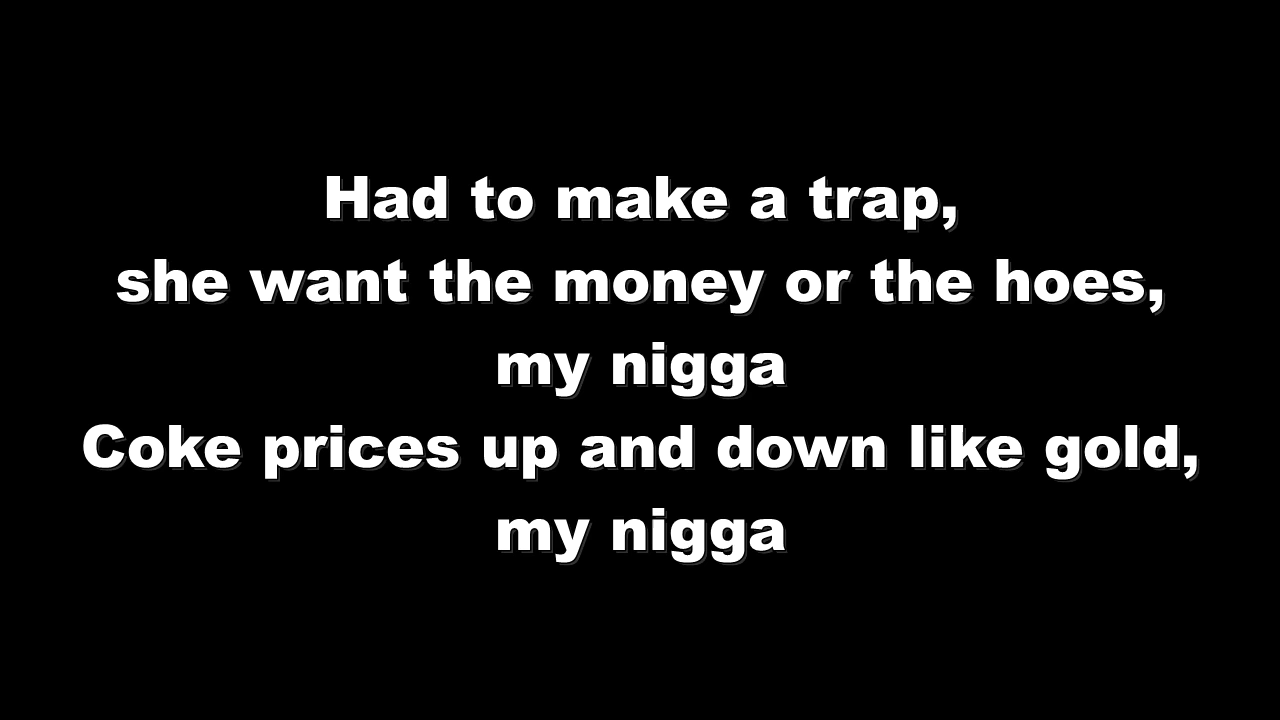 Had to make a trap,
she want the money or the hoes,
my nigga
Coke prices up and down like gold,
my nigga